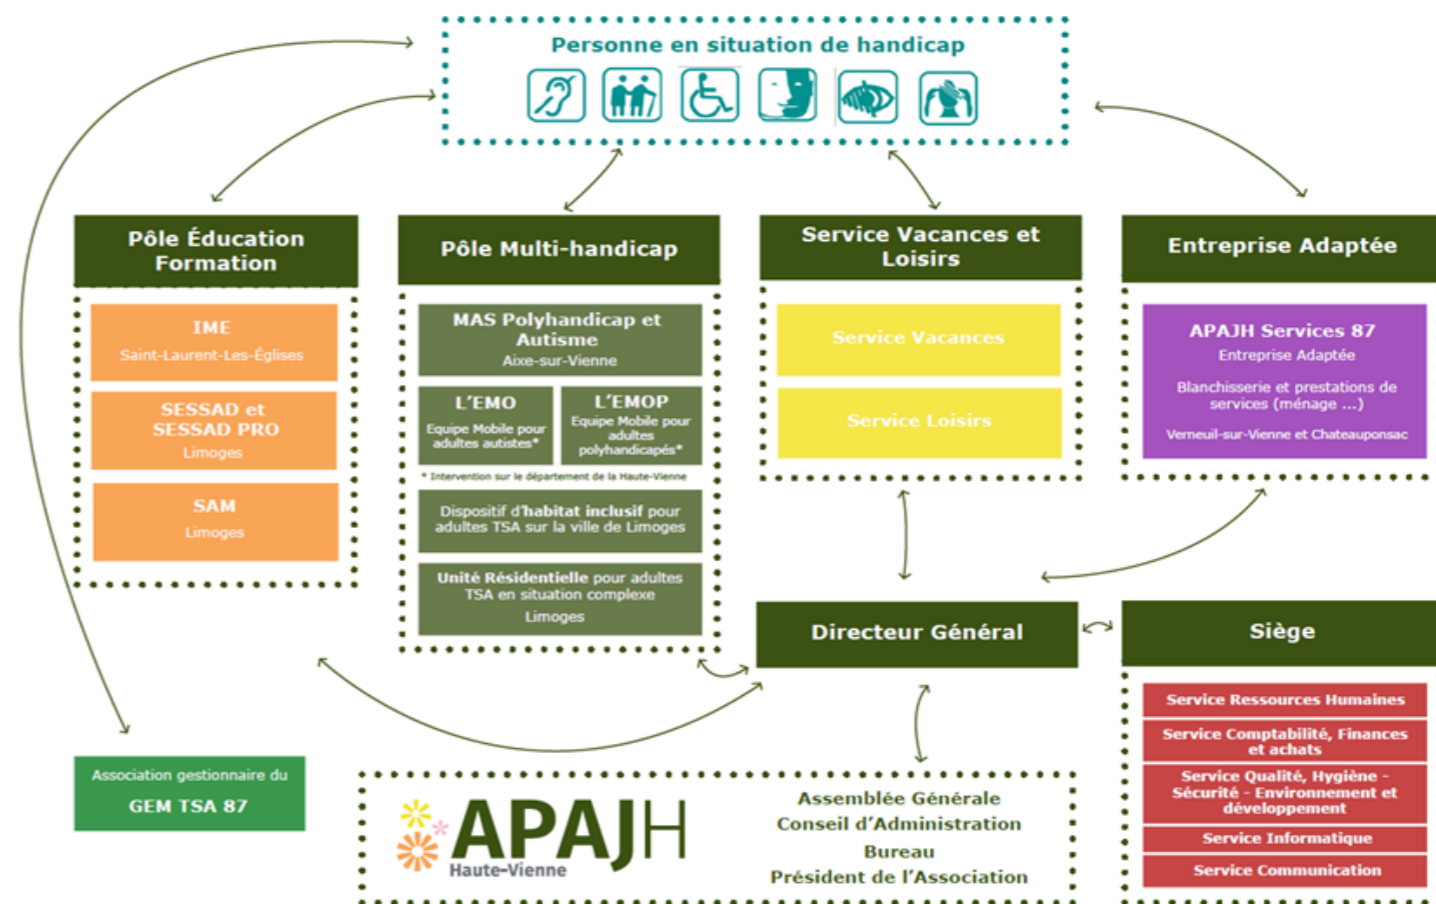 Personne en situation de handicap
Pôle Éducation
Formation
IME
Saint-Laurent-Les-Églises
SESSAD et
SESSAD PRO
Limoges
SAM
Limoges
Pôle Multi-handicap
MAS Polyhandicap et
Autisme
Aixe-sur-Vienne
L'EMO
Equipe Mobile pour
adultes autistes*
L'EMOP
Equipe Mobile pour
adultes
polyhandicapés*
* Intervention sur le département de la Haute-Vienne
Dispositif d'habitat inclusif pour
adultes TSA sur la ville de Limoges
Unité Résidentielle pour adultes
TSA en situation complexe
Limoges
Service Vacances et
Loisirs
Service Vacances
Service Loisirs
Entreprise Adaptée
APAJH Services 87
Entreprise Adaptée
Blanchisserie et prestations de
services (ménage ...)
Verneuil-sur-Vienne et Chateauponsac
Directeur Général
Siège
Service Ressources Humaines
Service Comptabilité, Finances
et achats
Service Qualité, Hygiène -
Sécurité - Environnement et
développement
Service Informatique
Service Communication
Association gestionnaire du
GEM TSA 87
APAJH
Haute-Vienne
Assemblée Générale
Conseil d'Administration
Bureau
Président de l'Association